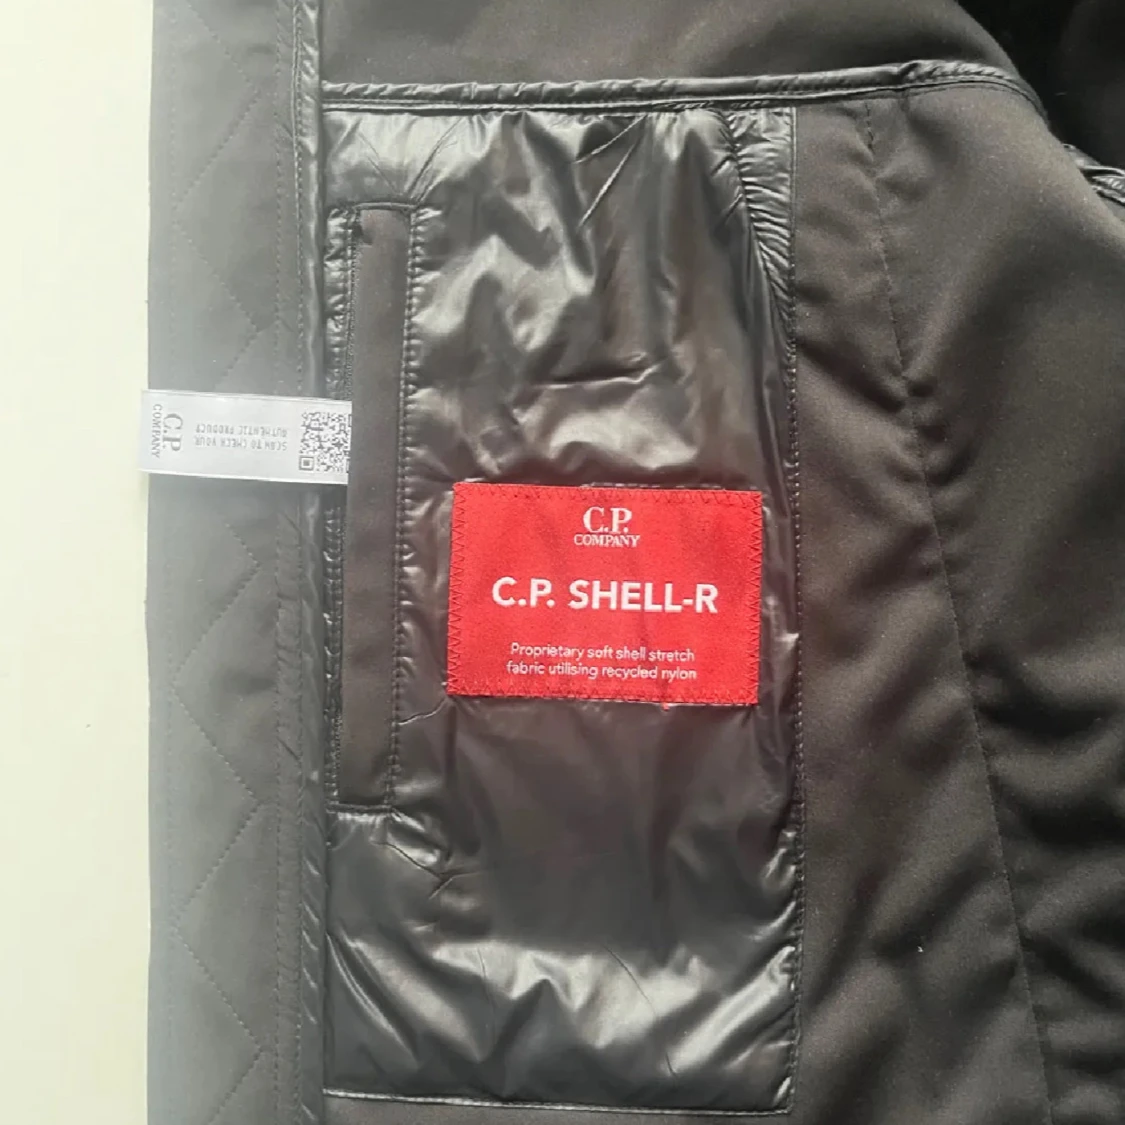 C.P.
COMPANY
SCAN TO CHECK YOUR
AUTHENTIC PRODUCT
C.P.
COMPANY
C.P. SHELL-R
Proprietary soft shell stretch
fabric utilising recycled nylon